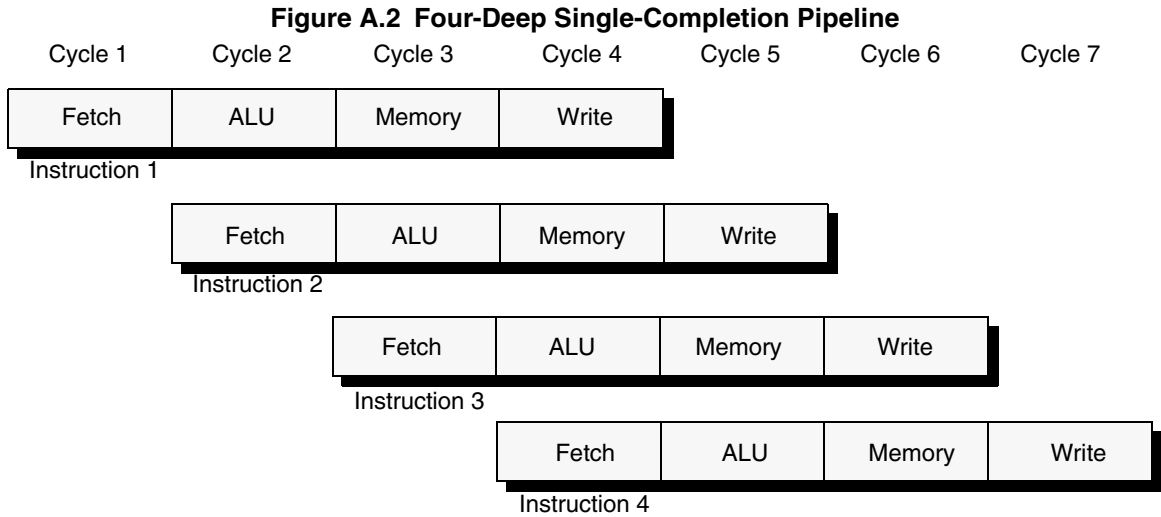 Figure A.2 Four-Deep Single-Completion Pipeline
Cycle 1 Cycle 2 Cycle 3 Cycle 4 Cycle 5 Cycle 6 Cycle 7
Fetch ALU Memory Write
Instruction 1
Fetch ALU Memory Write
Instruction 2
Fetch ALU Memory Write
Instruction 3
Fetch ALU Memory Write
Instruction 4